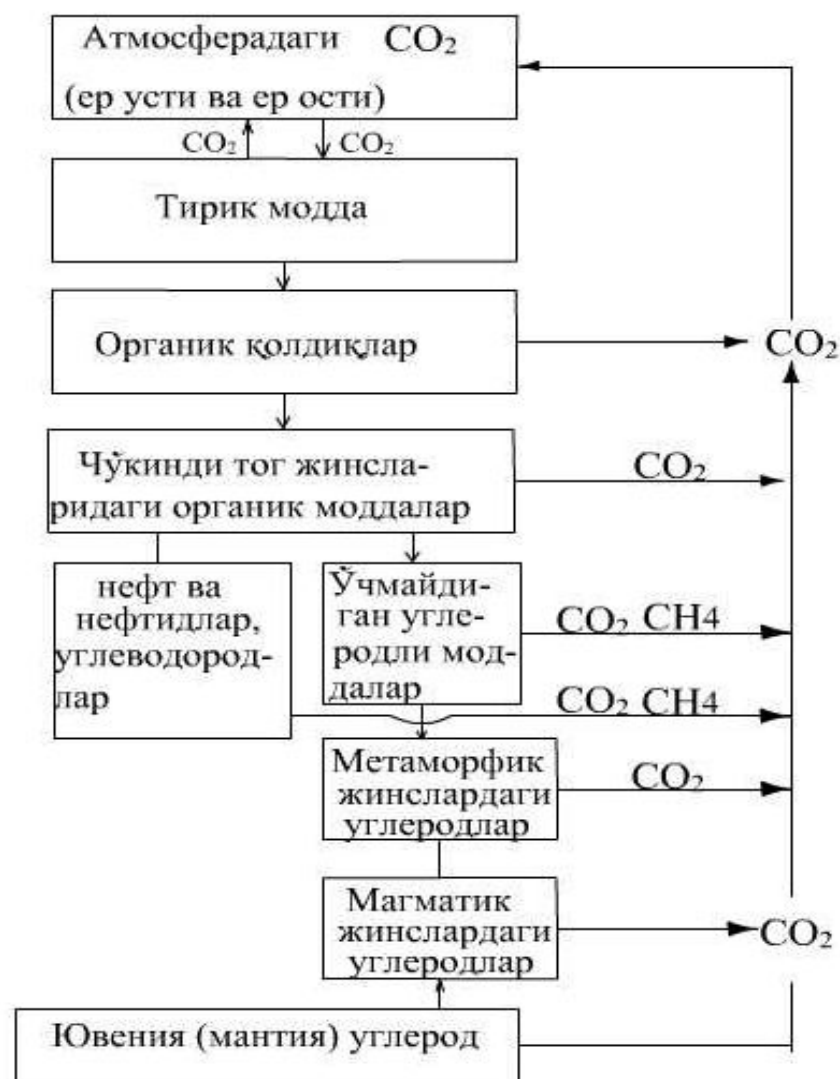 Атмосферадаги CO₂
(ер усти ва ер ости)
CO₂ CO₂
Тирик модда
Органик қолдиқлар
CO₂
Чўкинди тог жинсла-
ридаги органик моддалар
CO₂
нефт ва
нефтидлар,
углеводород-
лар
Ўчмайди-
ган угле-
родли мод-
далар
CO₂ CH4
CO₂ CH4
Метаморфик
жинслардаги
углеродлар
CO₂
Магматик
жинслардаги
углеродлар
CO₂
Ювения (мантия) углерод